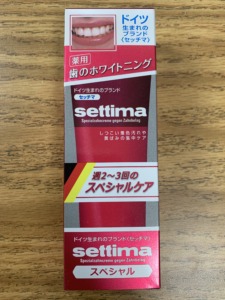 ドイツ
生まれの
ブランド
(セッチマ)
薬用
歯のホワイトニング
ドイツ生まれのブランド
セッチマ
settima
Spezialzahncreme gegen Zahnbelag
しつこい着色汚れや
黄ばみの集中ケア
週2~3回の
スペシャルケア
ドイツ生まれのブランド(セッチマ)
settima
Spezialzahncreme gegen Zahnbelag
スペシャル